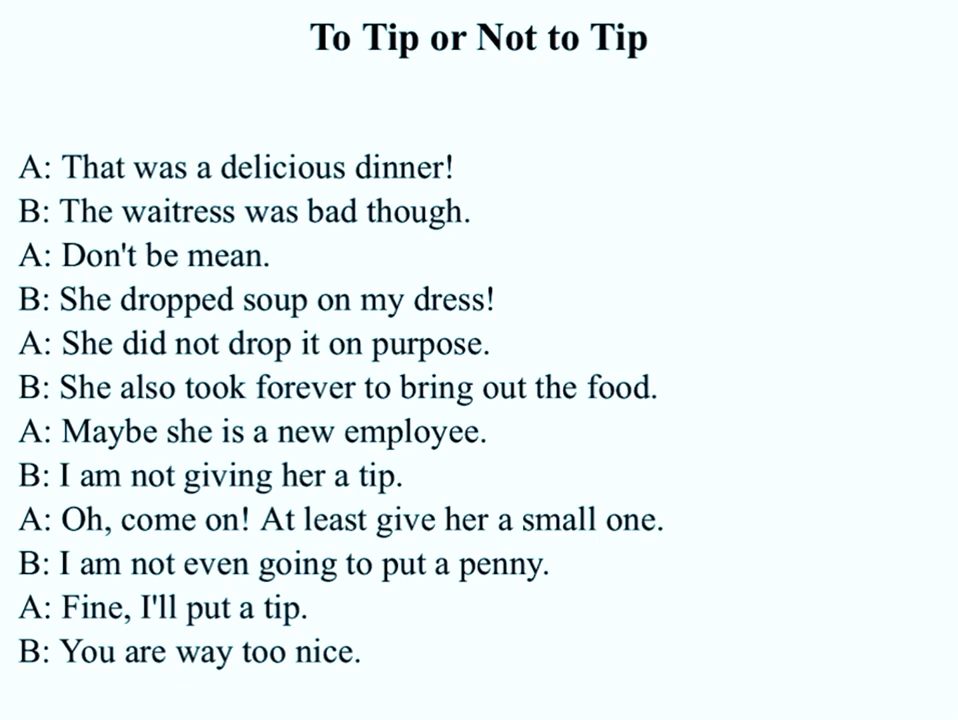 To Tip or Not to Tip
A: That was a delicious dinner!
B: The waitress was bad though.
A: Don't be mean.
B: She dropped soup on my dress!
A: She did not drop it on purpose.
B: She also took forever to bring out the food.
A: Maybe she is a new employee.
B: I am not giving her a tip.
A: Oh, come on! At least give her a small one.
B: I am not even going to put a penny.
A: Fine, I'll put a tip.
B: You are way too nice.